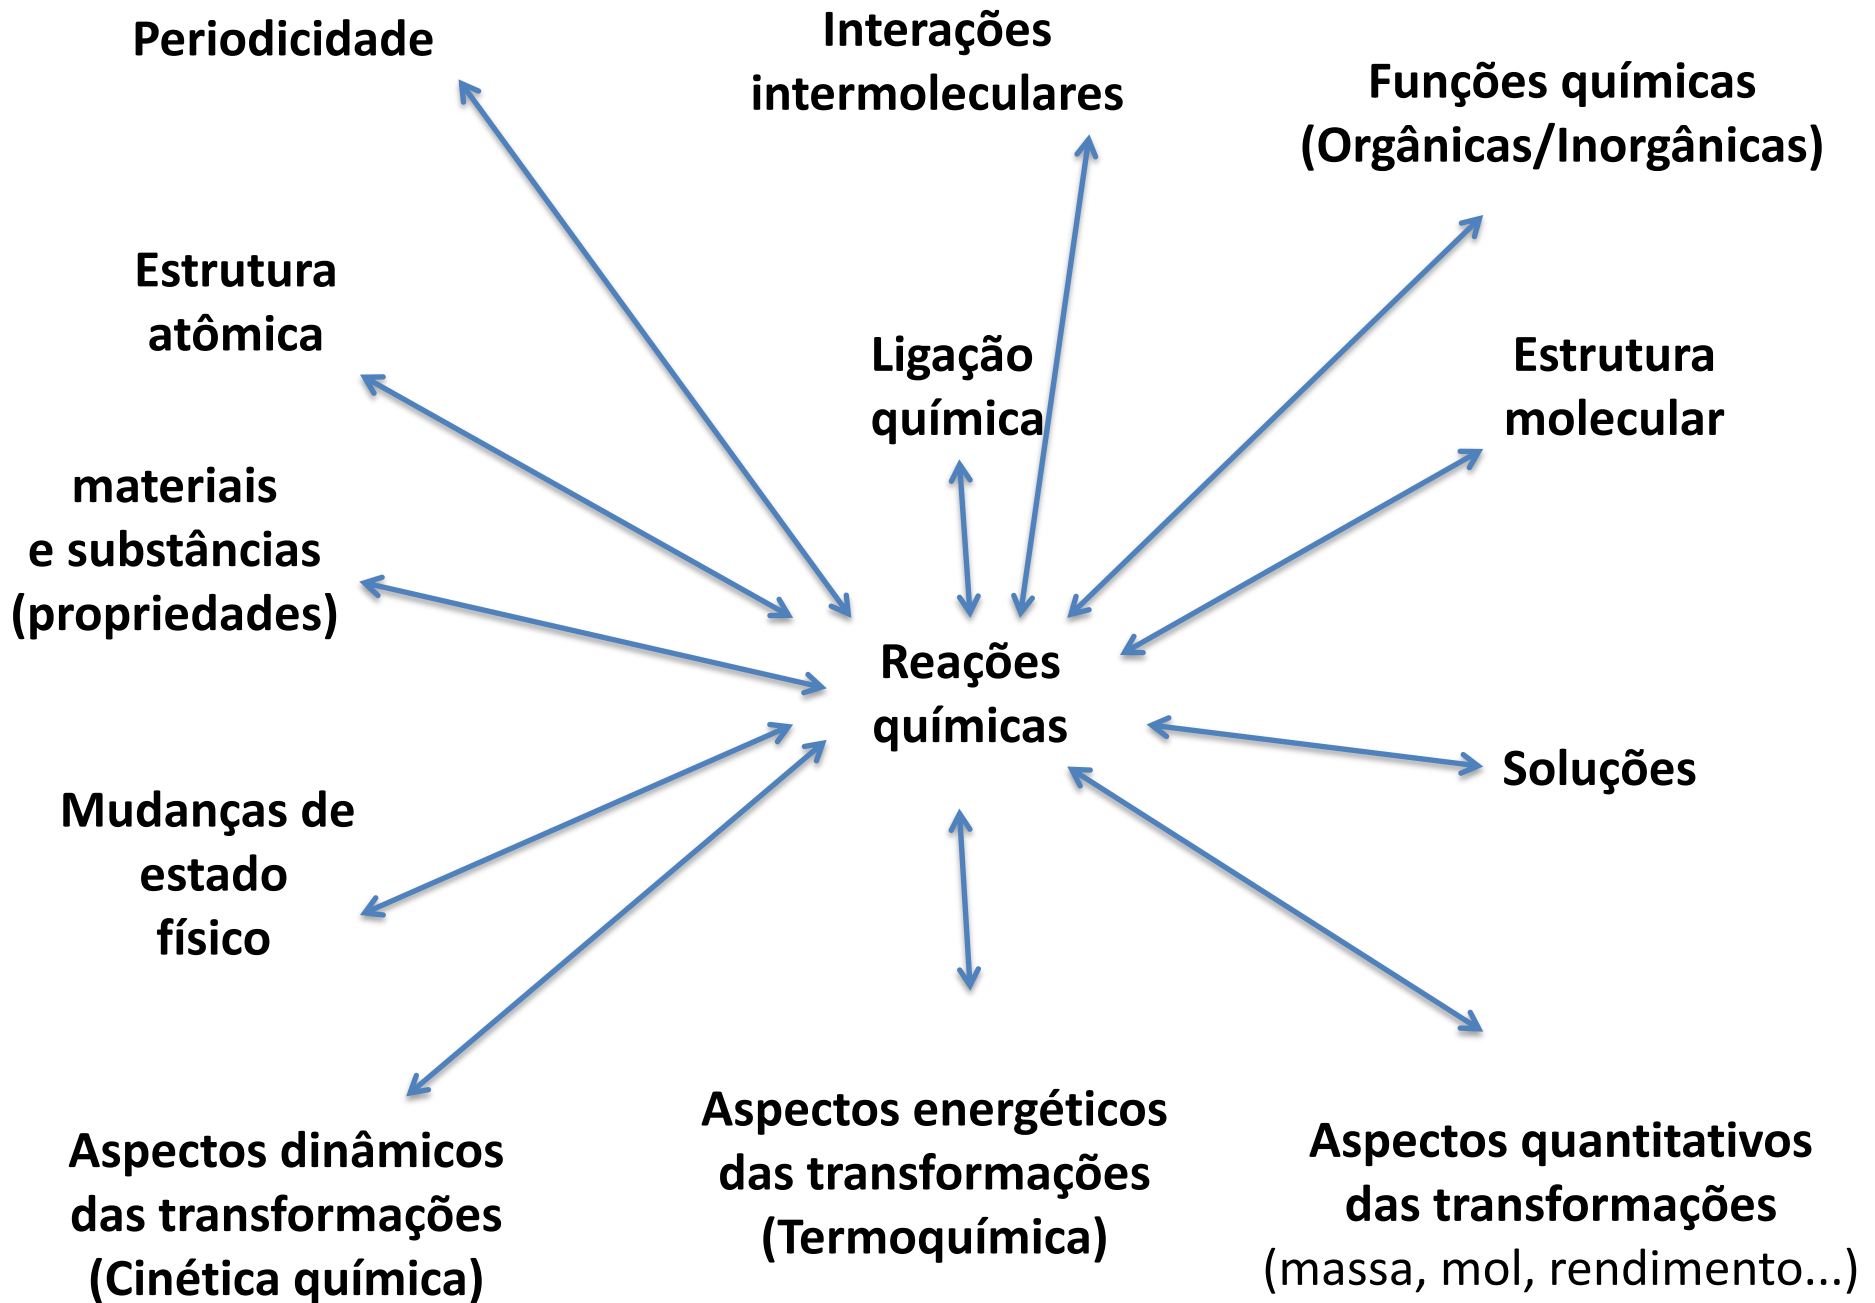 Periodicidade
Interações
intermoleculares
Funções químicas
(Orgânicas/Inorgânicas)
Estrutura
atômica
Ligação
química
Estrutura
molecular
materiais
e substâncias
(propriedades)
Reações
químicas
Soluções
Mudanças de
estado
físico
Aspectos dinâmicos
das transformações
(Cinética química)
Aspectos energéticos
das transformações
(Termoquímica)
Aspectos quantitativos
das transformações
(massa, mol, rendimento...)